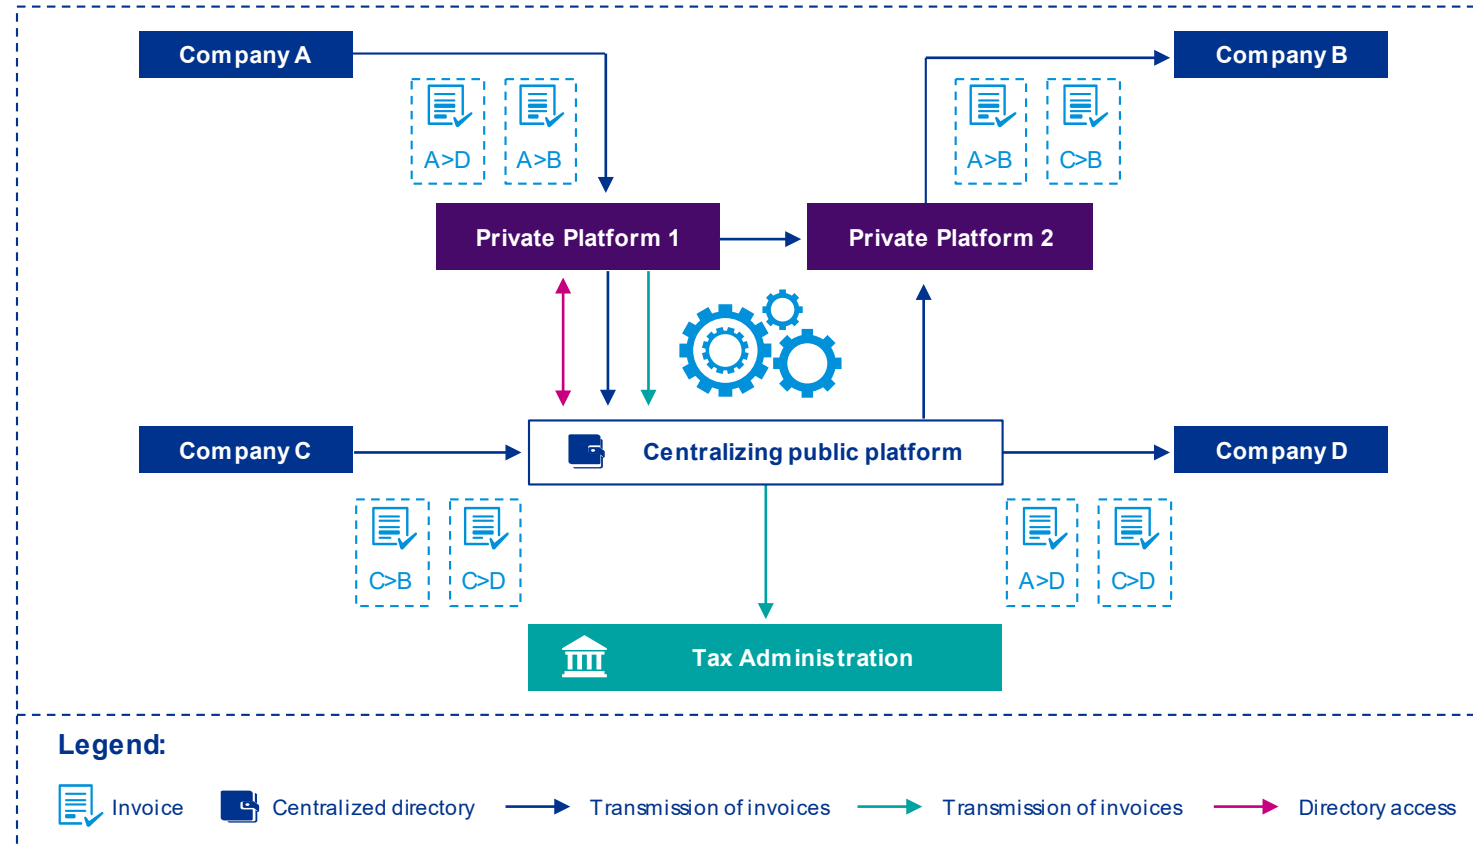 Company A
Company B
A>D
A>B
A>B
C>B
Private Platform 1
Private Platform 2
Company C
Centralizing public platform
Company D
C>B
C>D
A>D
C>D
Tax Administration
Legend:
Invoice
Centralized directory
Transmission of invoices
Transmission of invoices
Directory access